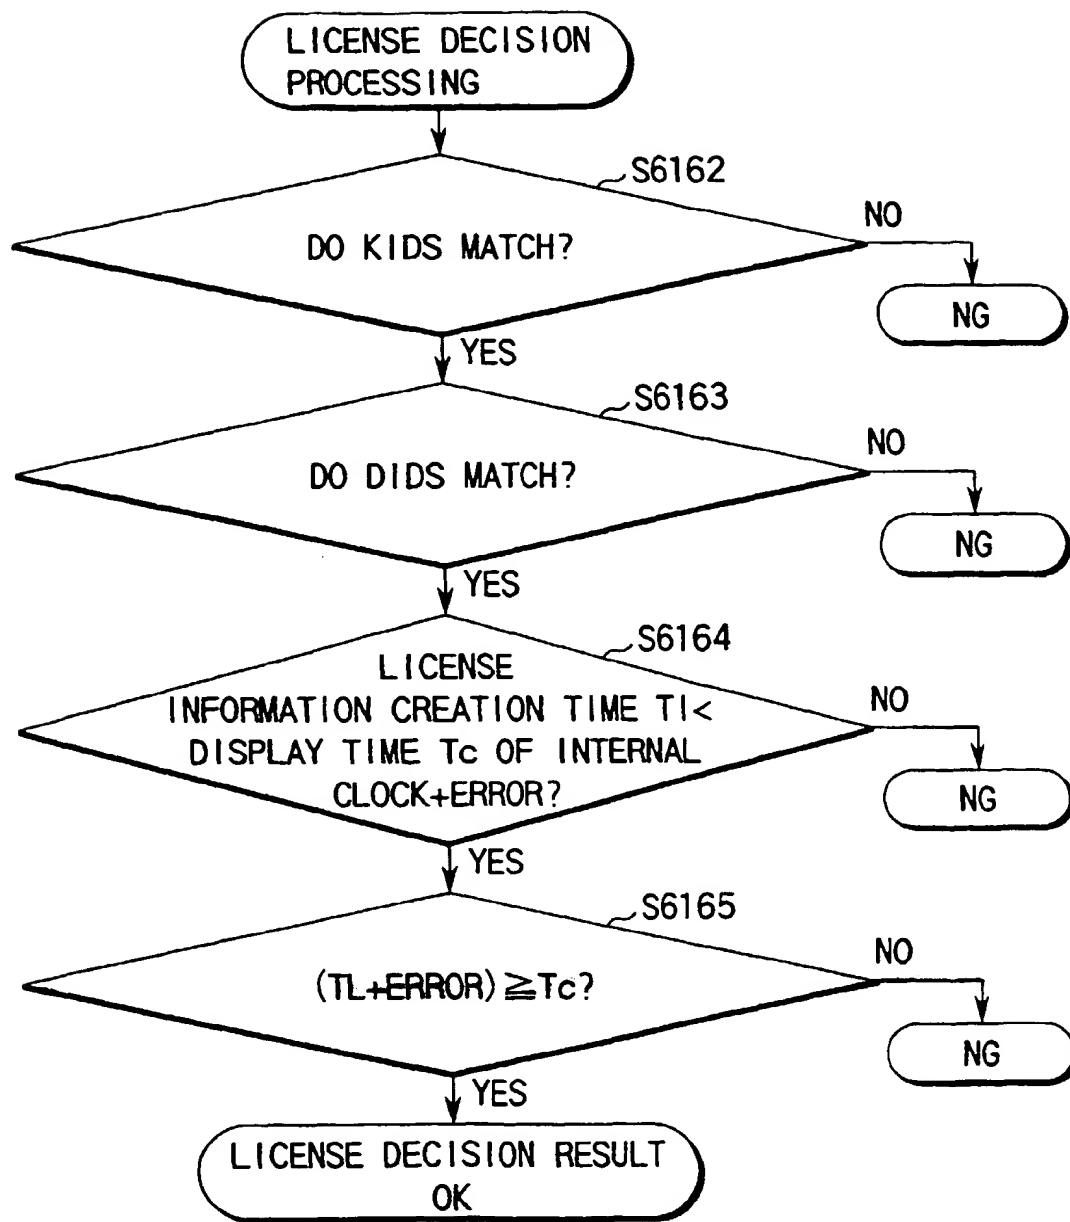 LICENSE DECISION
PROCESSING
S6162
NO
DO KIDS MATCH?
NG
YES
S6163
NO
DO DIDS MATCH?
NG
YES
S6164
LICENSE
NO
INFORMATION CREATION TIME TI<
DISPLAY TIME Tc OF INTERNAL
CLOCK+ERROR?
NG
YES
S6165
NO
(TL+ERROR)≧Tc?
NG
YES
LICENSE DECISION RESULT
OK